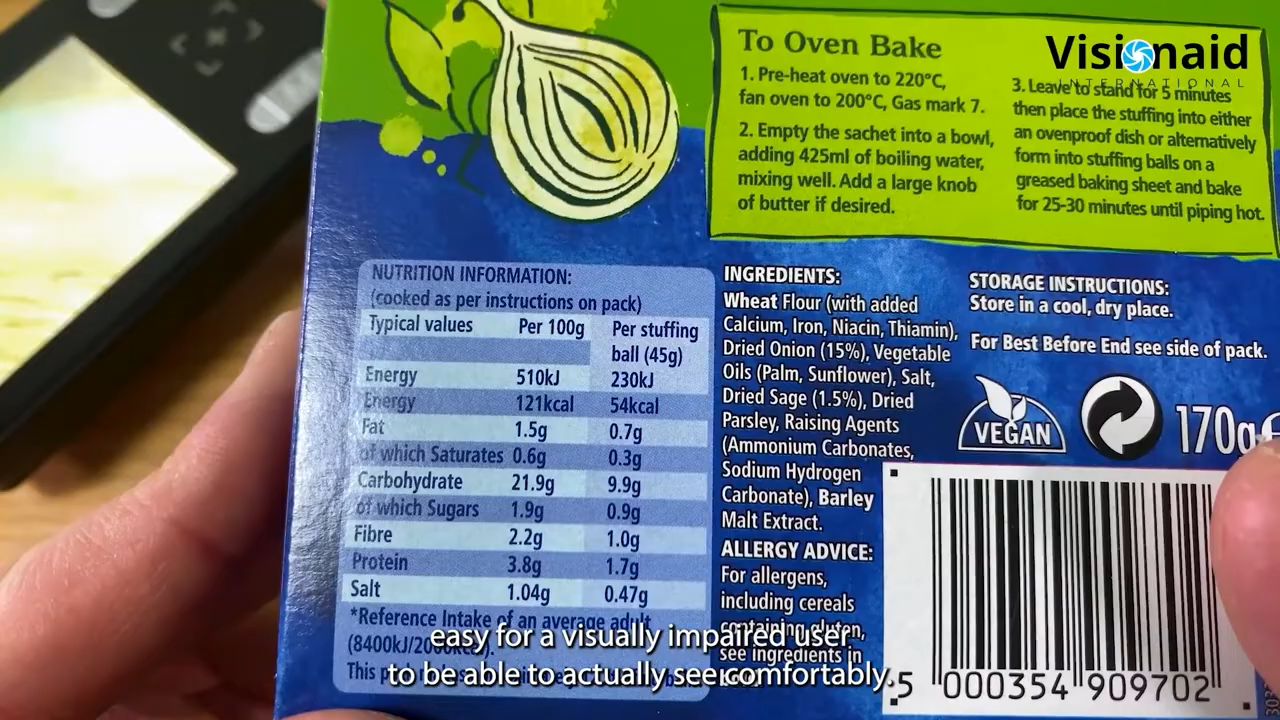 Visionaid
INTERNATIONAL
To Oven Bake
1. Pre-heat oven to 220°C,
fan oven to 200°C, Gas mark 7.
2. Empty the sachet into a bowl,
adding 425ml of boiling water,
mixing well. Add a large knob
of butter if desired.
3. Leave to stand for 5 minutes
then place the stuffing into either
an ovenproof dish or alternatively
form into stuffing balls on a
greased baking sheet and bake
for 25-30 minutes until piping hot.
NUTRITION INFORMATION:
(cooked as per instructions on pack)
Typical values Per 100g Per stuffing
ball (45g)
Energy 510kJ 230kJ
Energy 121kcal 54kcal
Fat 1.5g 0.7g
of which Saturates 0.6g 0.3g
Carbohydrate 21.9g 9.9g
of which Sugars 1.9g 0.9g
Fibre 2.2g 1.0g
Protein 3.8g 1.7g
Salt 1.04g 0.47g
*Reference Intake of an average adult
(8400kJ/
This
INGREDIENTS:
Wheat Flour (with added
Calcium, Iron, Niacin, Thiamin),
Dried Onion (15%), Vegetable
Oils (Palm, Sunflower), Salt,
Dried Sage (1.5%), Dried
Parsley, Raising Agents
(Ammonium Carbonates,
Sodium Hydrogen
Carbonate), Barley
Malt Extract.
ALLERGY ADVICE:
For allergens,
including cereals
containing gluten,
see ingredients in
STORAGE INSTRUCTIONS:
Store in a cool, dry place.
For Best Before End see side of pack.
VEGAN
170g
5 000354 909702
easy for a visually impaired user
to be able to actually see comfortably.